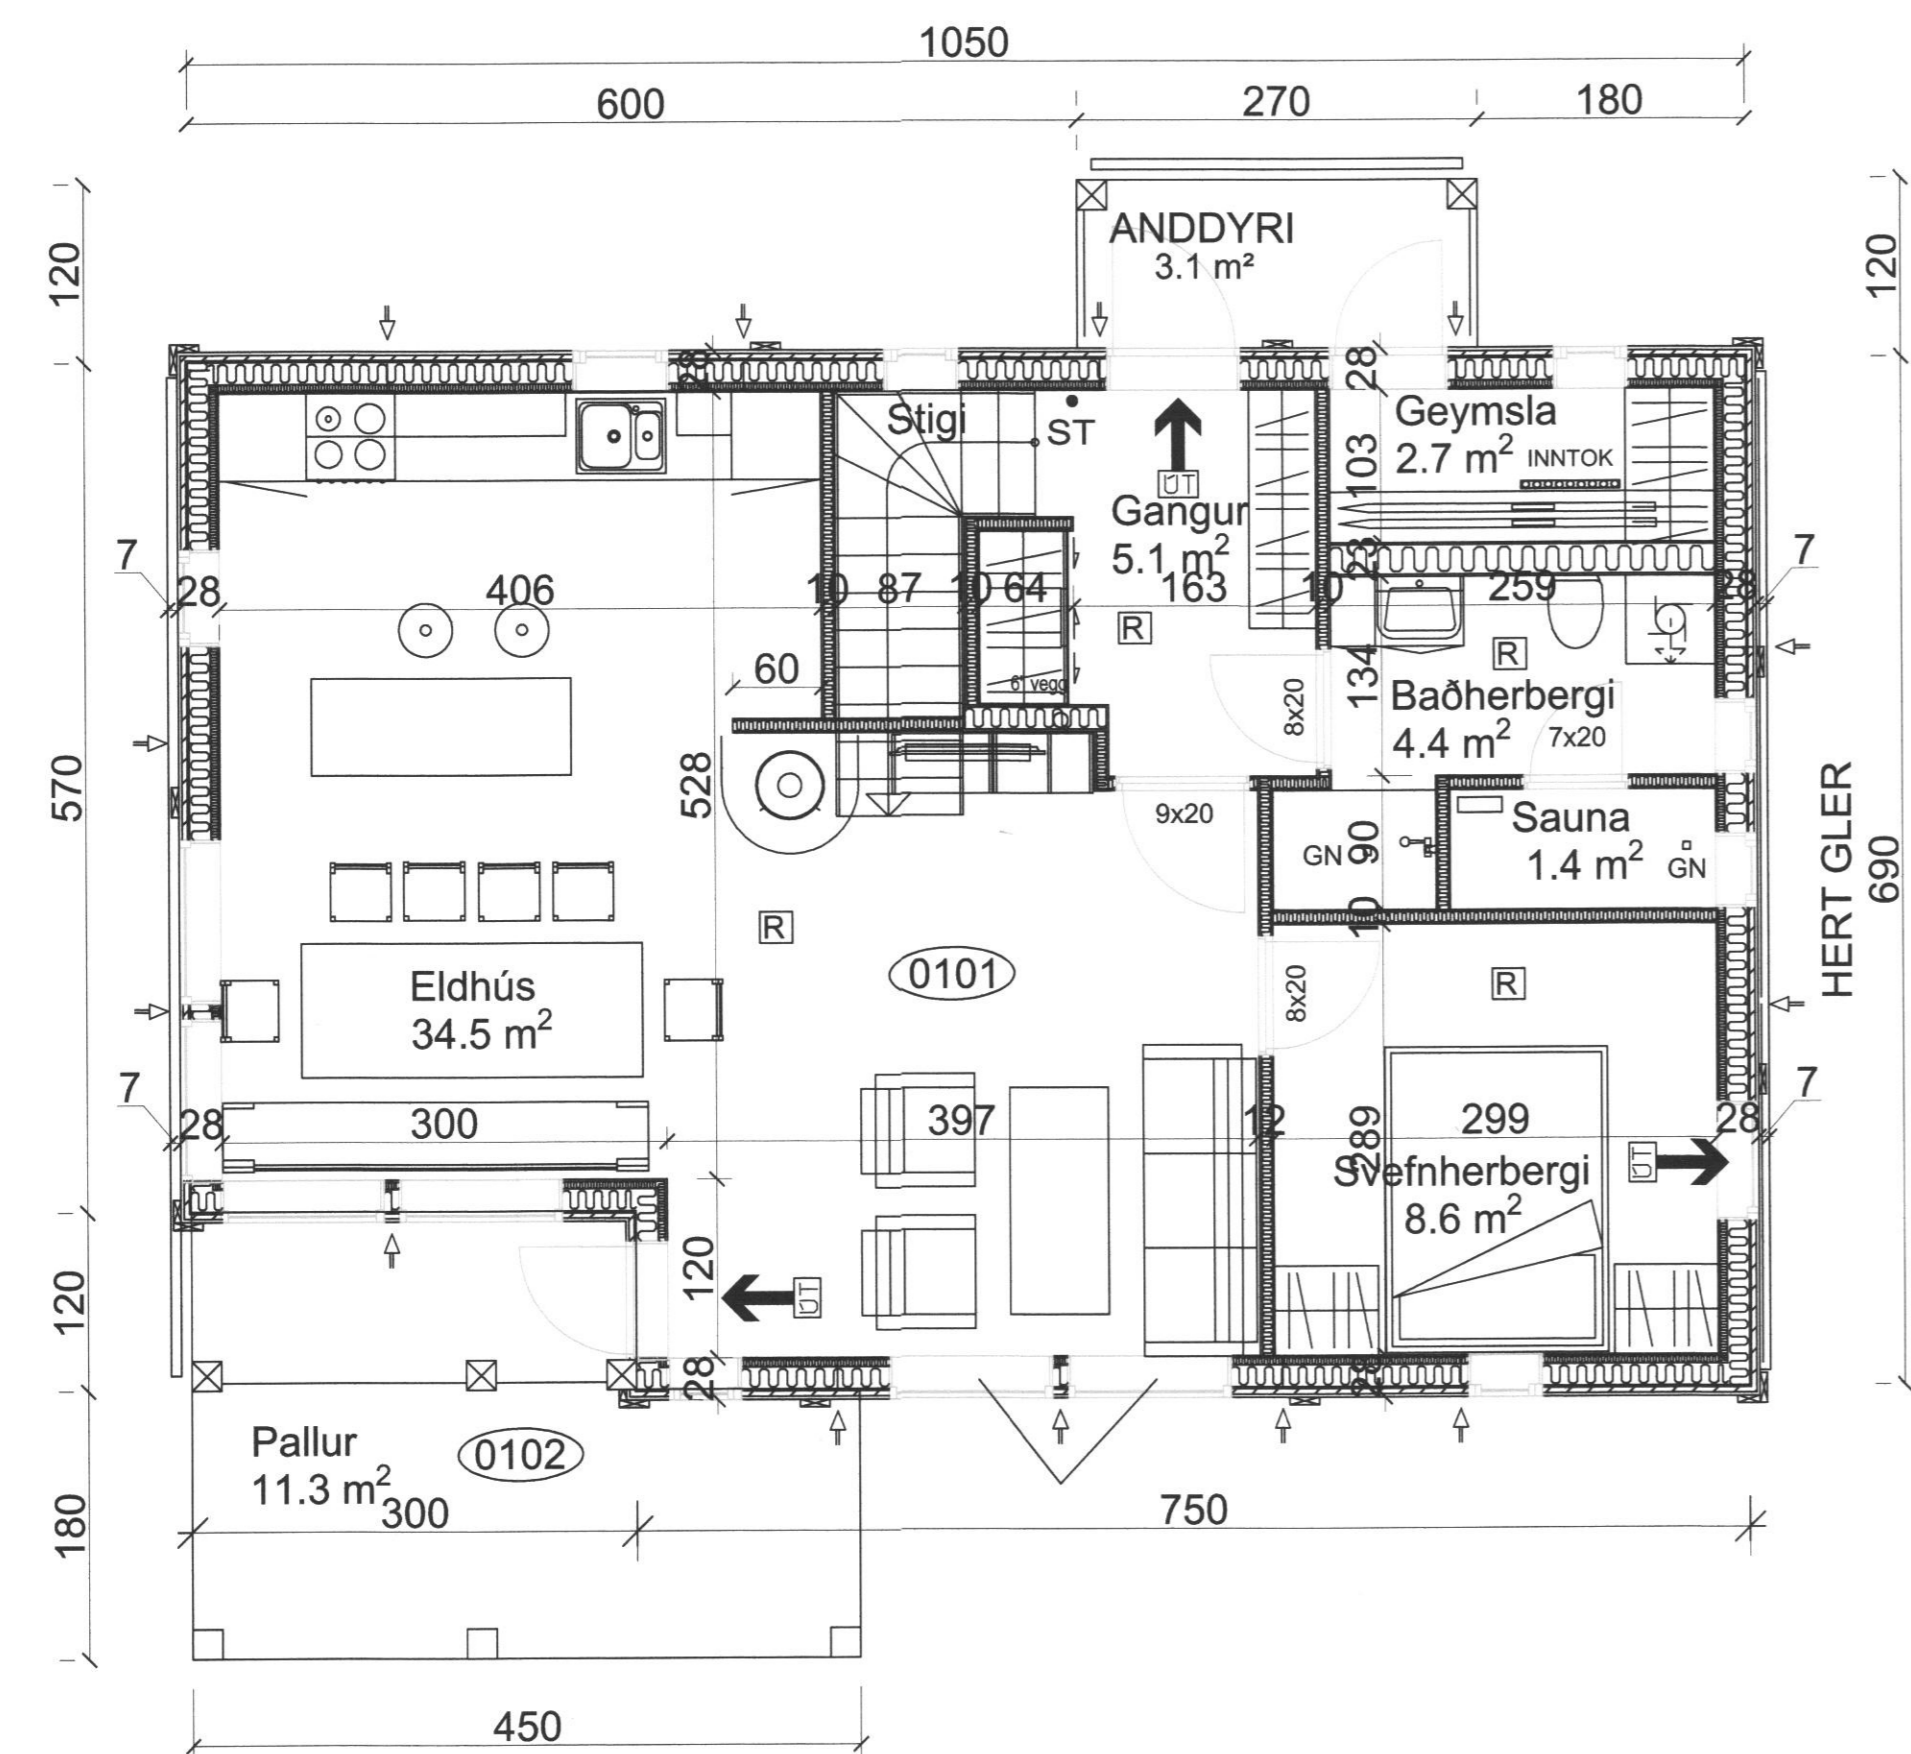 1050
600
270
180
120
120
ANDDYRI
3.1 m²
28
28
Stigi
ST
Geymsla
2.7 m²
INNTOK
103
ÚT
Gangur
5.1 m²
23
7
7
28
406
10
87
10
64
163
10
259
28
R
R
60
6" vegg
134
8x20
Baðherbergi
4.4 m²
7x20
570
528
9x20
GN
90
Sauna
1.4 m²
GN
HERT GLER
690
R
10
0101
8x20
R
Eldhús
34.5 m²
7
7
28
300
397
12
289
299
28
Svefnherbergi
8.6 m²
ÚT
120
120
ÚT
28
28
Pallur
11.3 m²
0102
180
300
750
450